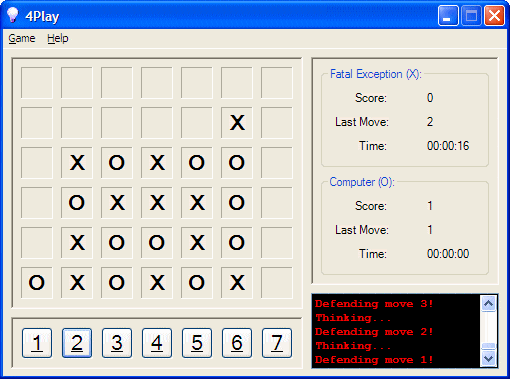 4Play
Game Help
X
X O X O O
O X X X O
X O O X O
O X O X O X
1 2 3 4 5 6 7
Fatal Exception (X):
Score: 0
Last Move: 2
Time: 00:00:16
Computer (O):
Score: 1
Last Move: 1
Time: 00:00:00
Defending move 3!
Thinking...
Defending move 2!
Thinking...
Defending move 1!